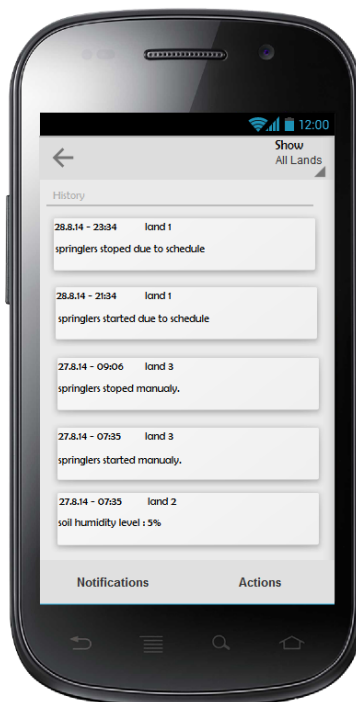 12:00
Show
All Lands
History
28.8.14 - 23:34 land 1
springlers stoped due to schedule
28.8.14 - 21:34 land 1
springlers started due to schedule
27.8.14 - 09:06 land 3
springlers stoped manualy.
27.8.14 - 07:35 land 3
springlers started manualy.
27.8.14 - 07:35 land 2
soil humidity level : 5%
Notifications Actions